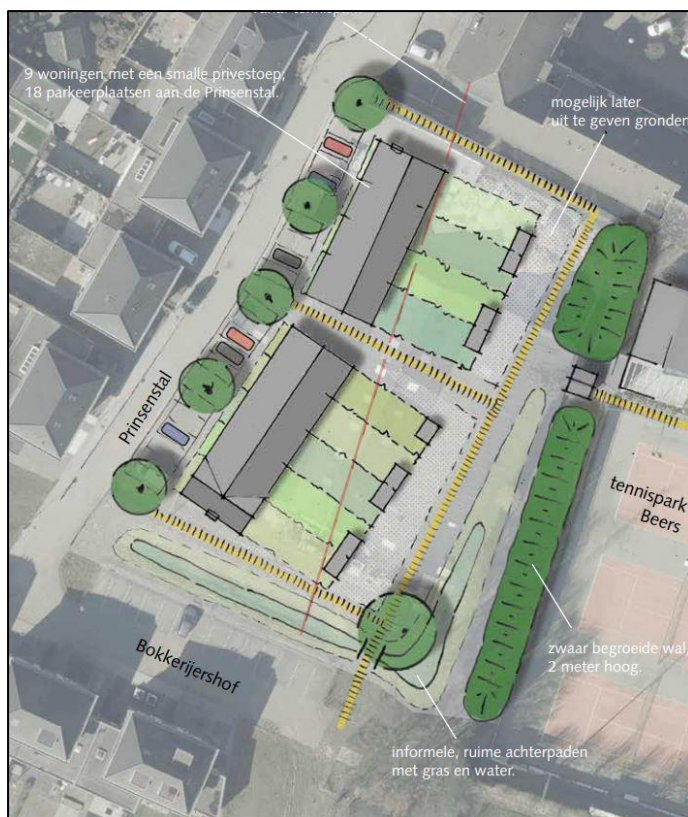 9 woningen met een smalle privestoep,
18 parkeerplaatsen aan de Prinsenstal.
mogelijk later
uit te geven gronden
Prinsenstal
tennispark
Beers
zwaar begroeide wal,
2 meter hoog.
Bokkerijershof
informele, ruime achterpaden
met gras en water.